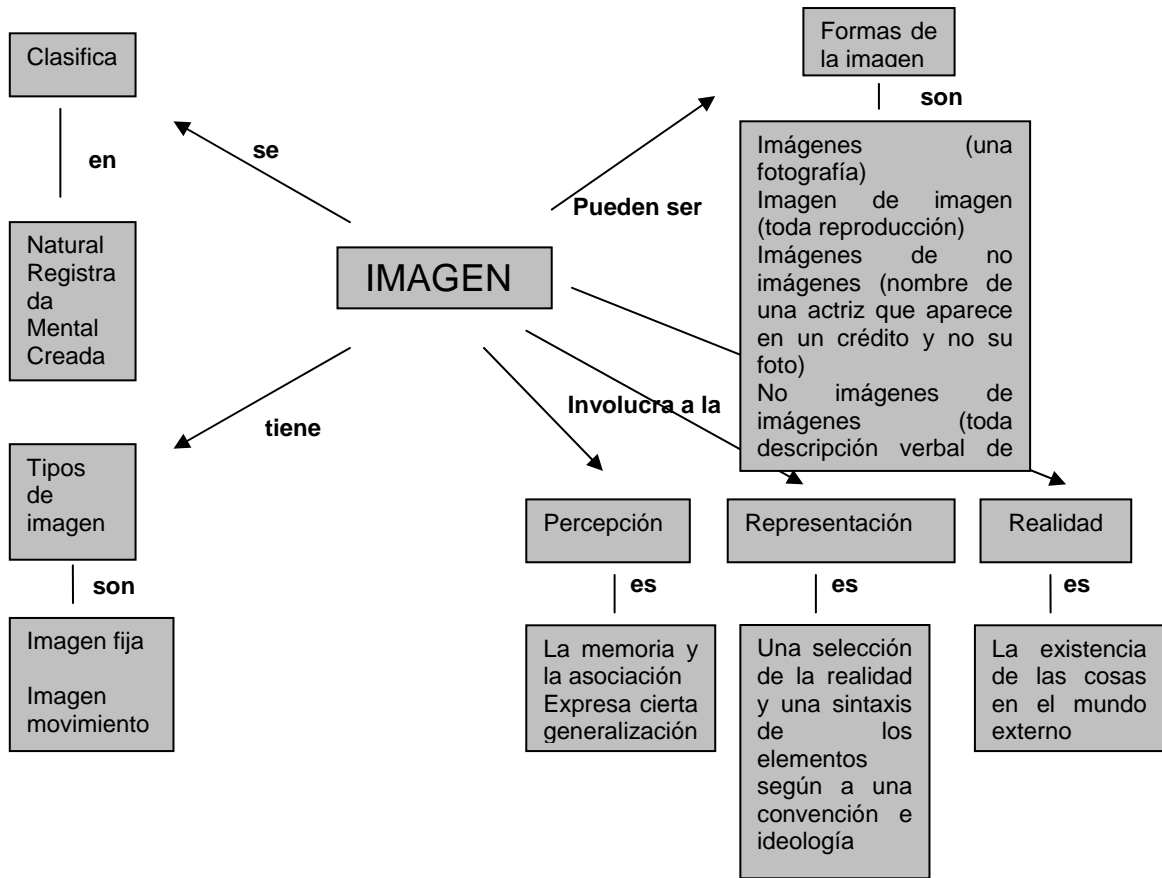 Clasifica
en
Natural
Registra
da
Mental
Creada
se
Formas de
la imagen
son
Pueden ser
Imágenes (una
fotografía)
Imagen de imagen
(toda reproducción)
Imágenes de no
imágenes (nombre de
una actriz que aparece
en un crédito y no su
foto)
No imágenes de
imágenes (toda
descripción verbal de
IMAGEN
tiene
Tipos
de
imagen
son
Imagen fija
Imagen
movimiento
Involucra a la
Percepción
es
La memoria y
la asociación
Expresa cierta
generalización
Representación
es
Una selección
de la realidad
y una sintaxis
de los
elementos
según a una
convención e
ideología
Realidad
es
La existencia
de las cosas
en el mundo
externo